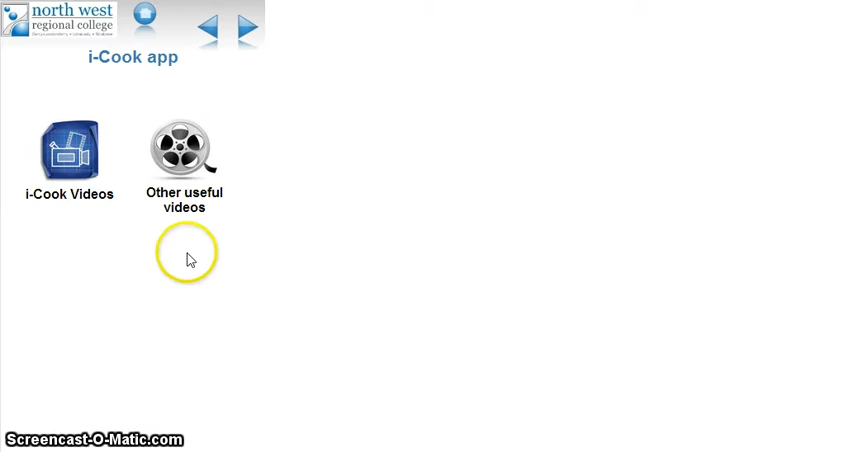 north west
regional college
i-Cook app
i-Cook Videos
Other useful
videos
Screencast-O-Matic.com